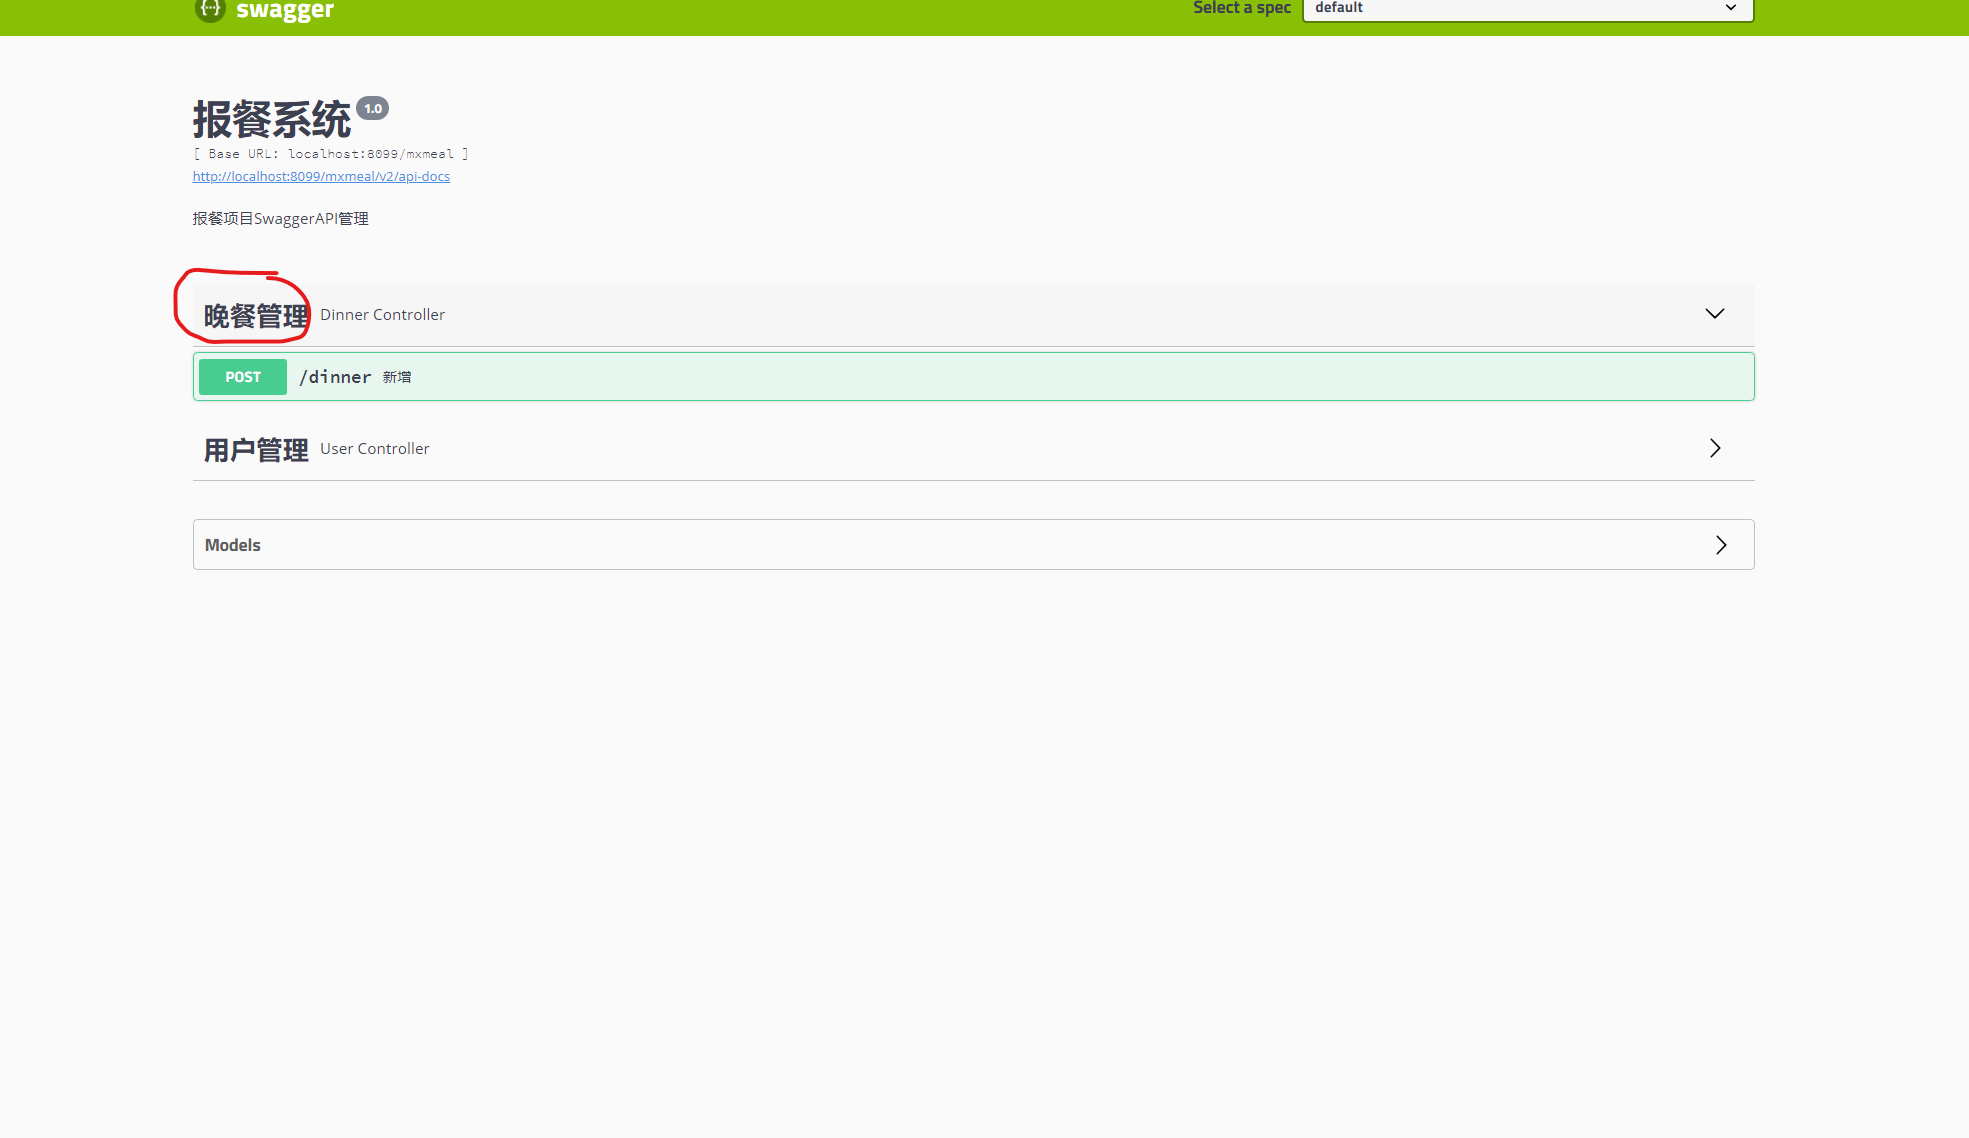 swagger
Select a spec default
报餐系统 1.0
[ Base URL: localhost:8099/mxmeal ]
http://localhost:8099/mxmeal/v2/api-docs
报餐项目SwaggerAPI管理
晚餐管理 Dinner Controller
POST /dinner 新增
用户管理 User Controller
Models